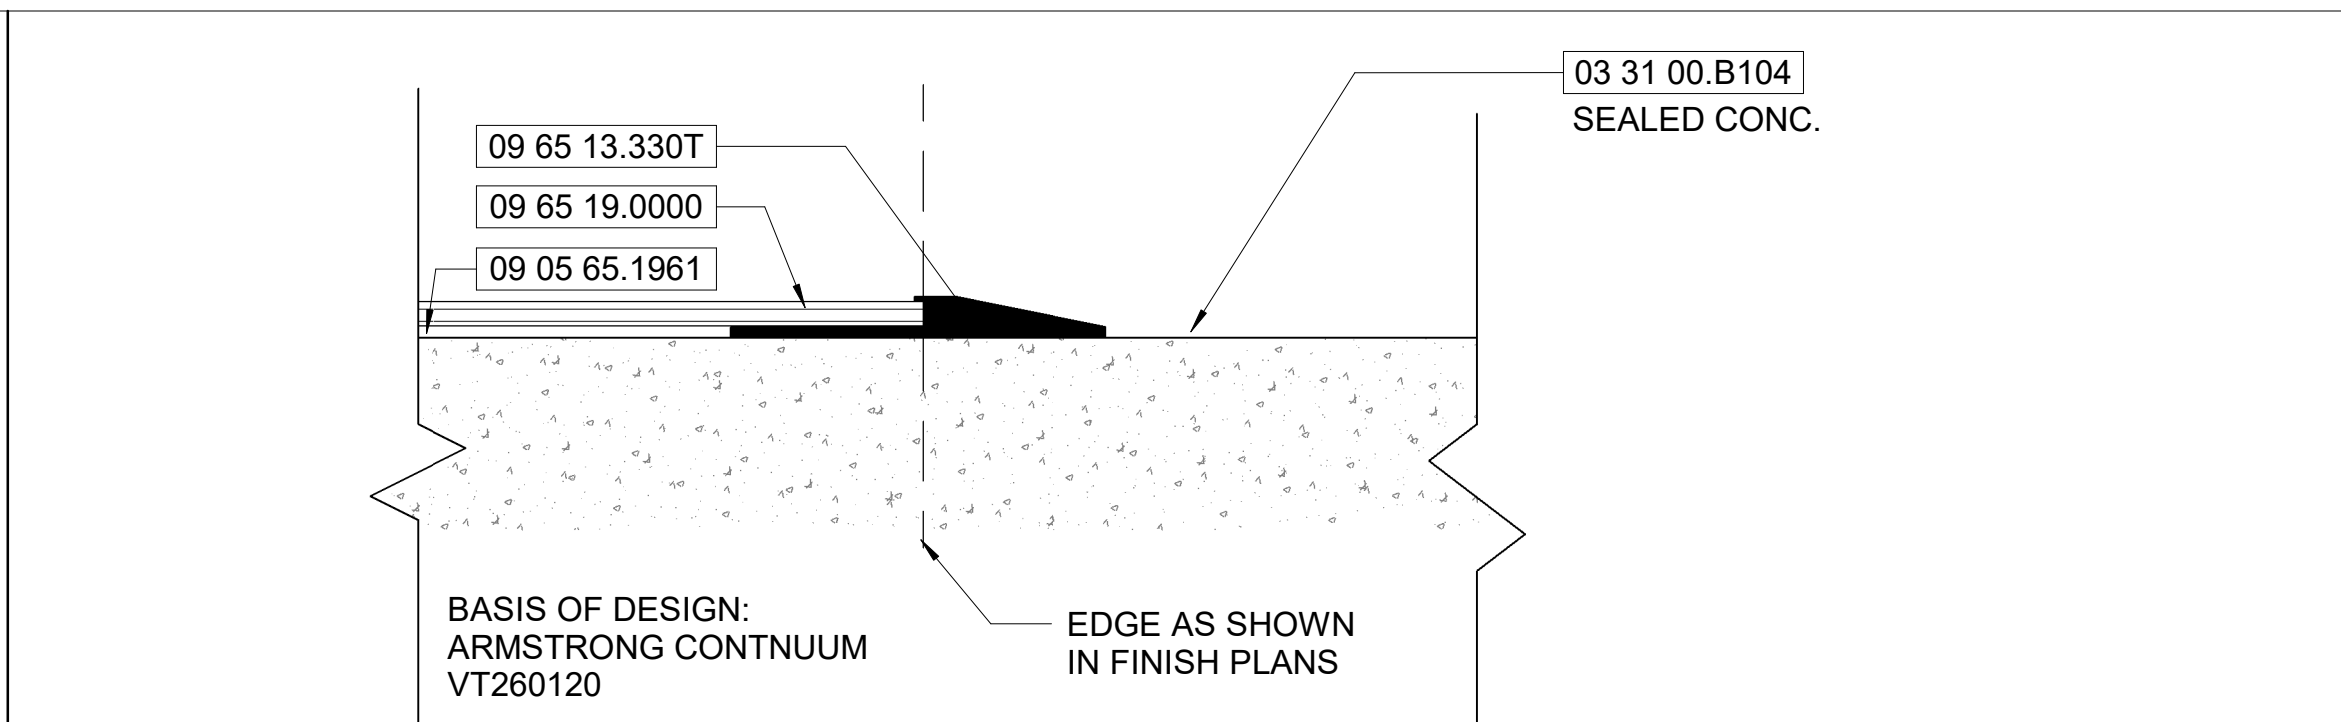 03 31 00.B104
SEALED CONC.
09 65 13.330T
09 65 19.0000
09 05 65.1961
BASIS OF DESIGN:
ARMSTRONG CONTNUUM
VT260120
EDGE AS SHOWN
IN FINISH PLANS